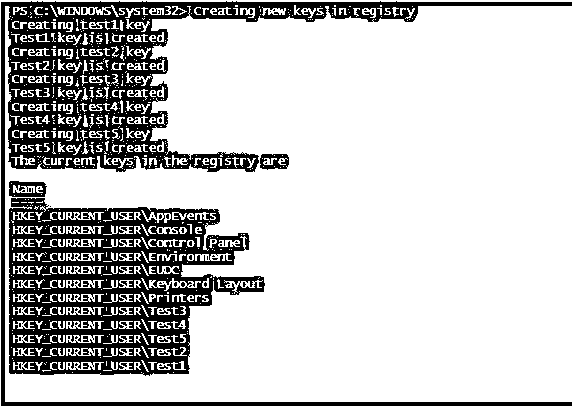 PS C:\WINDOWS\system32> Creating new keys in registry
Creating test1 key
Test1 key is created
Creating test2 key
Test2 key is created
Creating test3 key
Test3 key is created
Creating test4 key
Test4 key is created
Creating test5 key
Test5 key is created
The current keys in the registry are
Name
----
HKEY_CURRENT_USER\AppEvents
HKEY_CURRENT_USER\Console
HKEY_CURRENT_USER\Control Panel
HKEY_CURRENT_USER\Environment
HKEY_CURRENT_USER\EUDC
HKEY_CURRENT_USER\Keyboard Layout
HKEY_CURRENT_USER\Printers
HKEY_CURRENT_USER\Test3
HKEY_CURRENT_USER\Test4
HKEY_CURRENT_USER\Test5
HKEY_CURRENT_USER\Test2
HKEY_CURRENT_USER\Test1